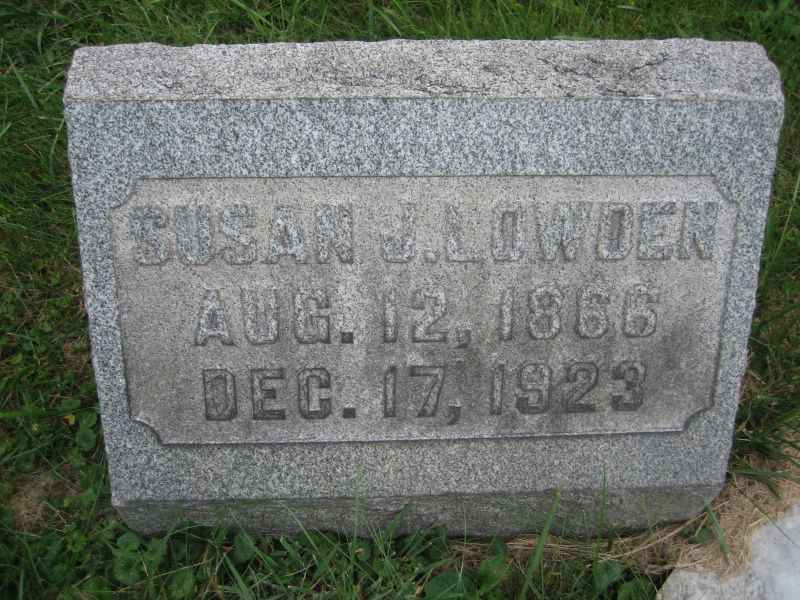 SUSAN J. LOWDEN
AUG. 12, 1866
DEC. 17, 1923